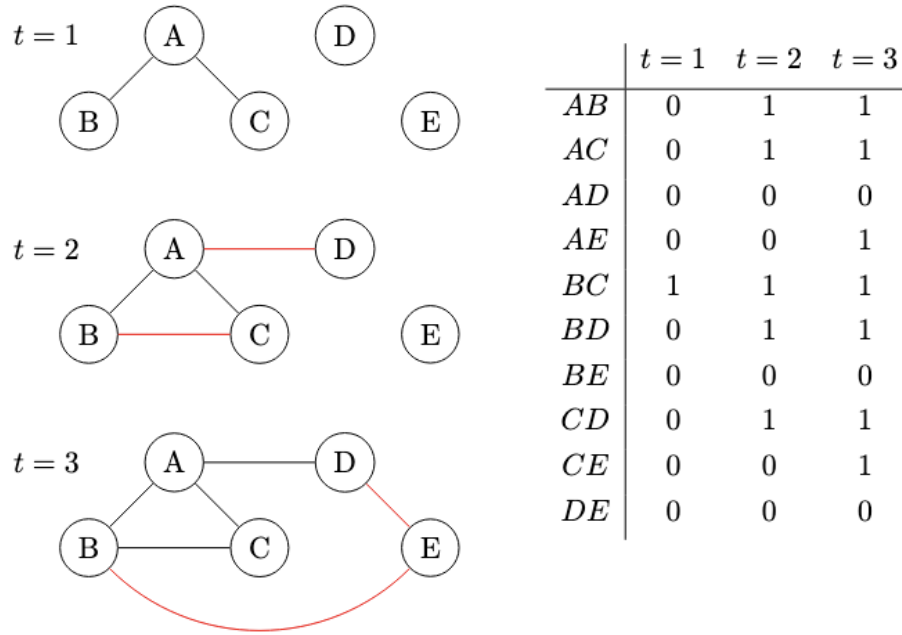 t = 1
A
D
B
C
E
t = 2
A
D
B
C
E
t = 3
A
D
B
C
E
t = 1 t = 2 t = 3
AB 0 1 1
AC 0 1 1
AD 0 0 0
AE 0 0 1
BC 1 1 1
BD 0 1 1
BE 0 0 0
CD 0 1 1
CE 0 0 1
DE 0 0 0